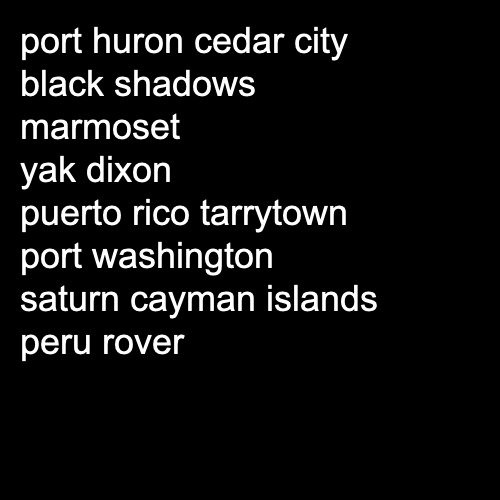 port huron cedar city
black shadows
marmoset
yak dixon
puerto rico tarrytown
port washington
saturn cayman islands
peru rover